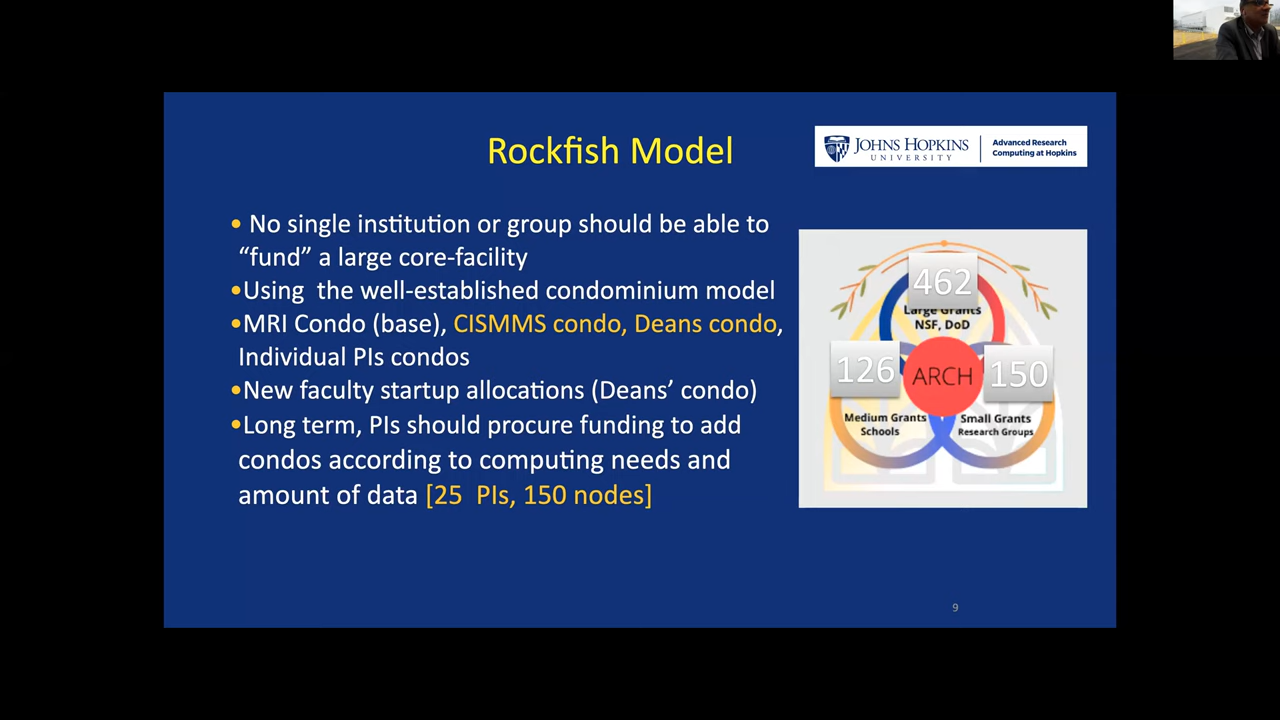 Rockfish Model
JOHNS HOPKINS
UNIVERSITY
Advanced Research
Computing at Hopkins
• No single institution or group should be able to
“fund” a large core-facility
•Using the well-established condominium model
•MRI Condo (base), CISMMS condo, Deans condo,
Individual PIs condos
•New faculty startup allocations (Deans’ condo)
•Long term, PIs should procure funding to add
condos according to computing needs and
amount of data [25 PIs, 150 nodes]
462
Large Grants
NSF, DoD
126
ARCH
150
Medium Grants
Schools
Small Grants
Research Groups
9